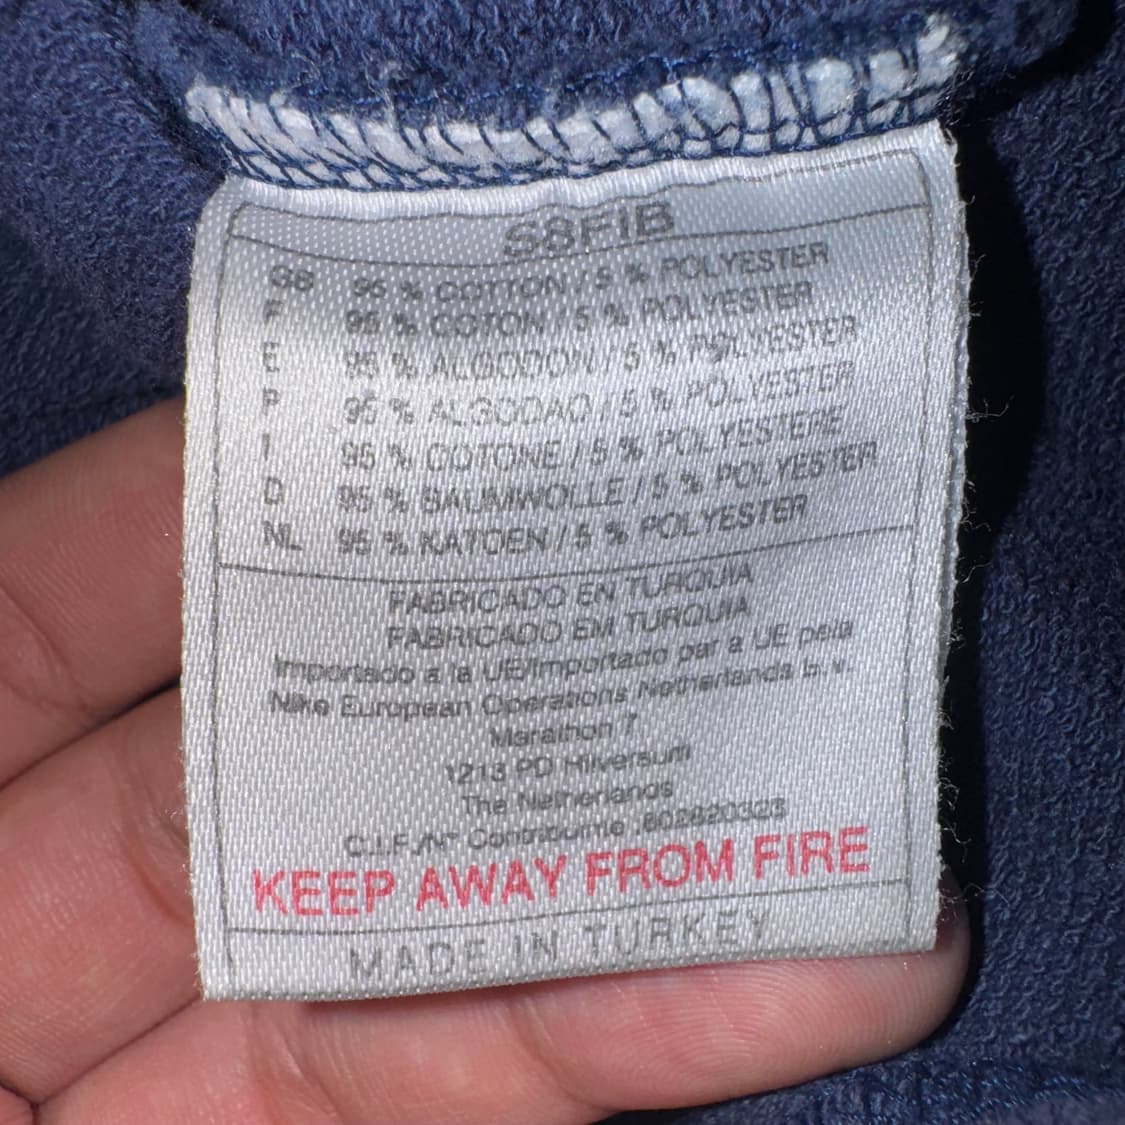 S8FIB
GB 95 % COTTON / 5 % POLYESTER
F 95 % COTON / 5 % POLYESTER
E 95 % ALGODON / 5 % POLYESTER
P 95 % ALGODAO / 5 % POLYESTER
I 95 % COTONE / 5 % POLYESTERE
D 95 % BAUMWOLLE / 5 % POLYESTER
NL 95 % KATOEN / 5 % POLYESTER
FABRICADO EN TURQUIA
FABRICADO EM TURQUIA
Importado a la UE/Importado par a UE pela
Nike European Operations Netherlands b.v.
Marathon 7
1213 PD Hilversum
The Netherlands
C.I.F./N° Contribuinte
KEEP AWAY FROM FIRE
MADE IN TURKEY